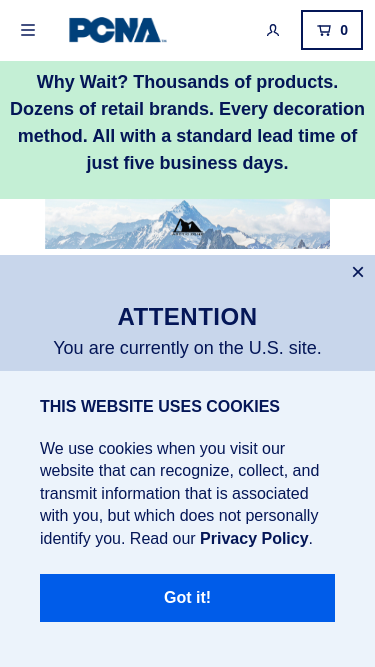 PCNA
0
Why Wait? Thousands of products.
Dozens of retail brands. Every decoration
method. All with a standard lead time of
just five business days.
ATTENTION
You are currently on the U.S. site.
THIS WEBSITE USES COOKIES
We use cookies when you visit our
website that can recognize, collect, and
transmit information that is associated
with you, but which does not personally
identify you. Read our Privacy Policy.
Got it!